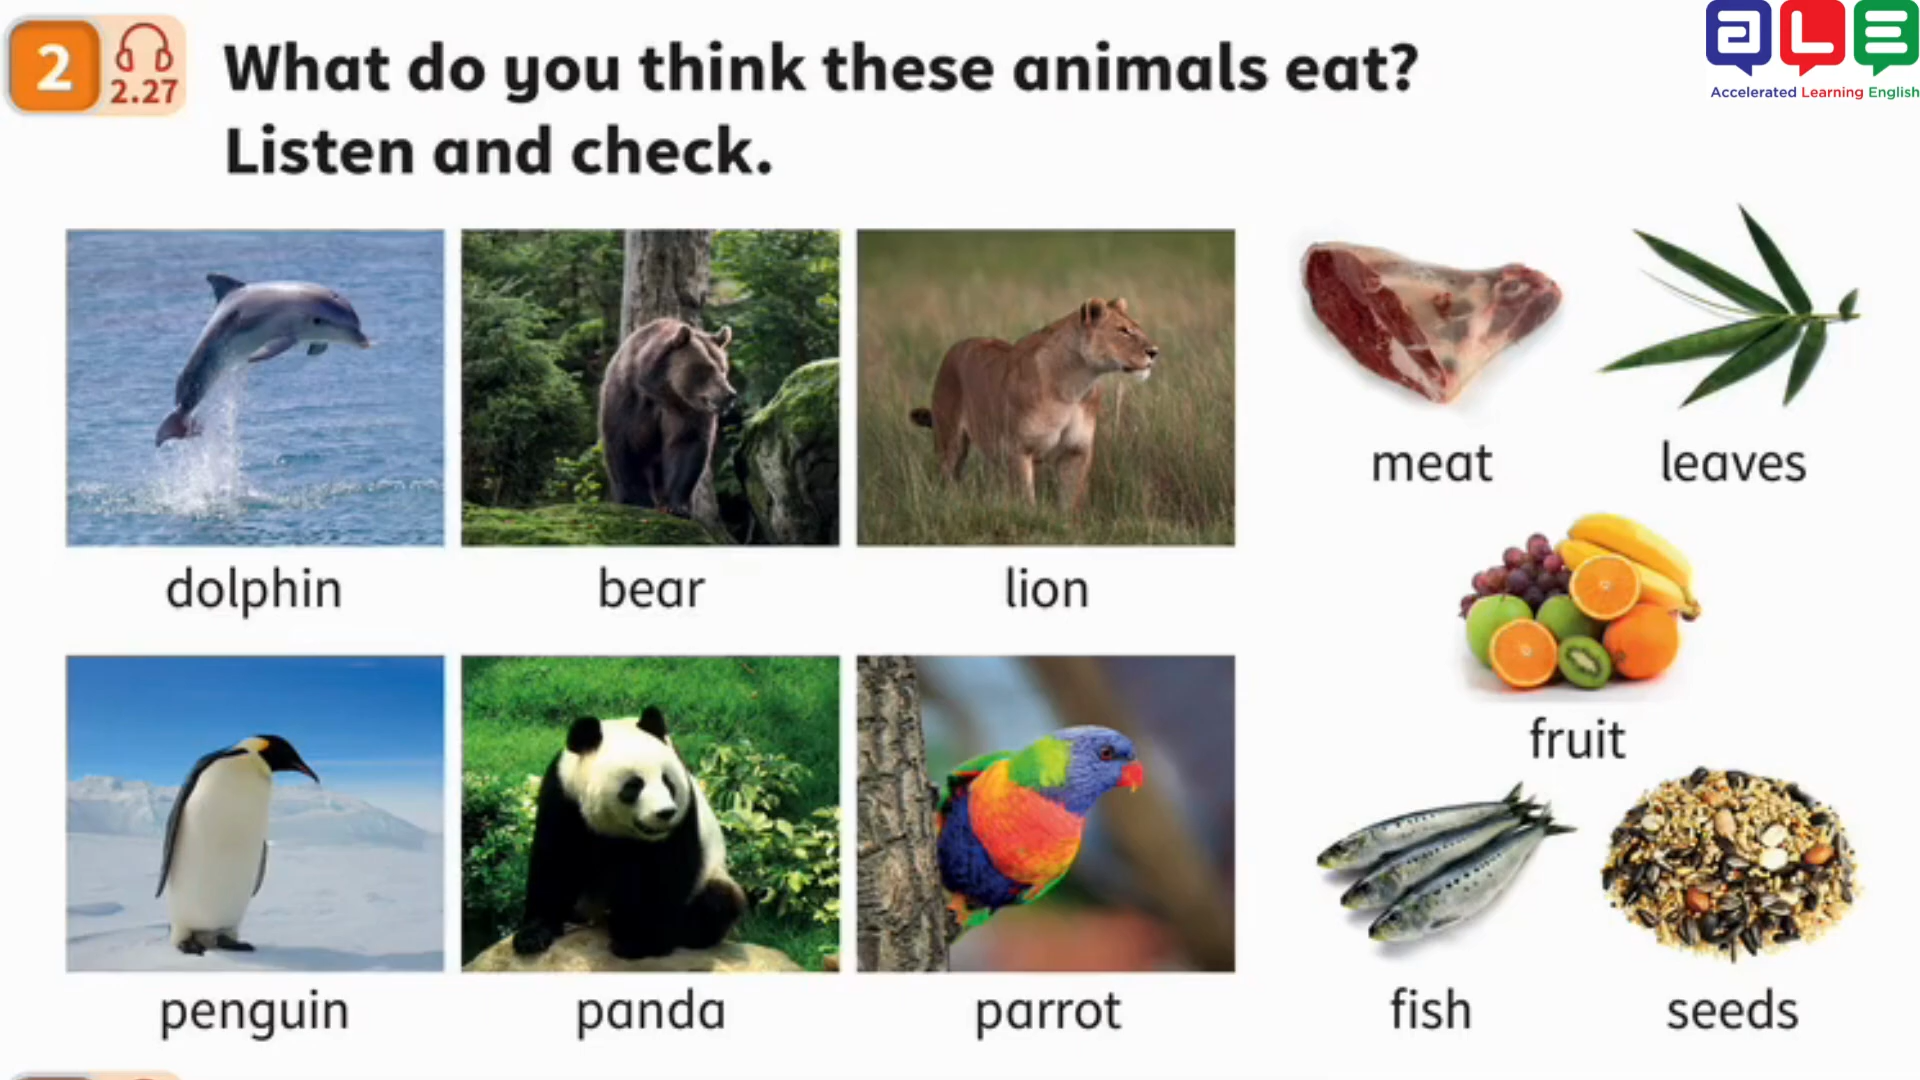 2
2.27
What do you think these animals eat?
Listen and check.
ALE
Accelerated Learning English
dolphin
bear
lion
meat
leaves
fruit
penguin
panda
parrot
fish
seeds